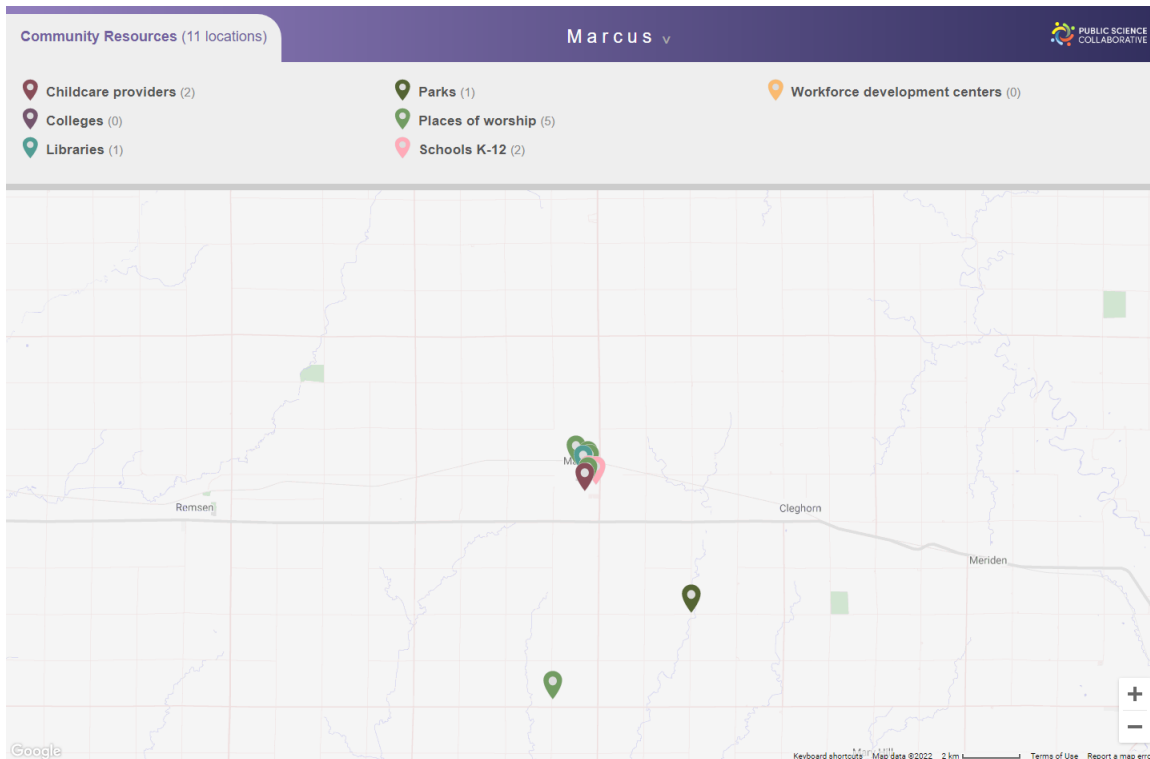 Community Resources (11 locations)
Marcus v
PUBLIC SCIENCE
COLLABORATIVE
Childcare providers (2)
Colleges (0)
Libraries (1)
Parks (1)
Places of worship (5)
Schools K-12 (2)
Workforce development centers (0)
Remsen
Cleghorn
Meriden
Google
Keyboard shortcuts Map data ©2022 2 km Terms of Use Report a map